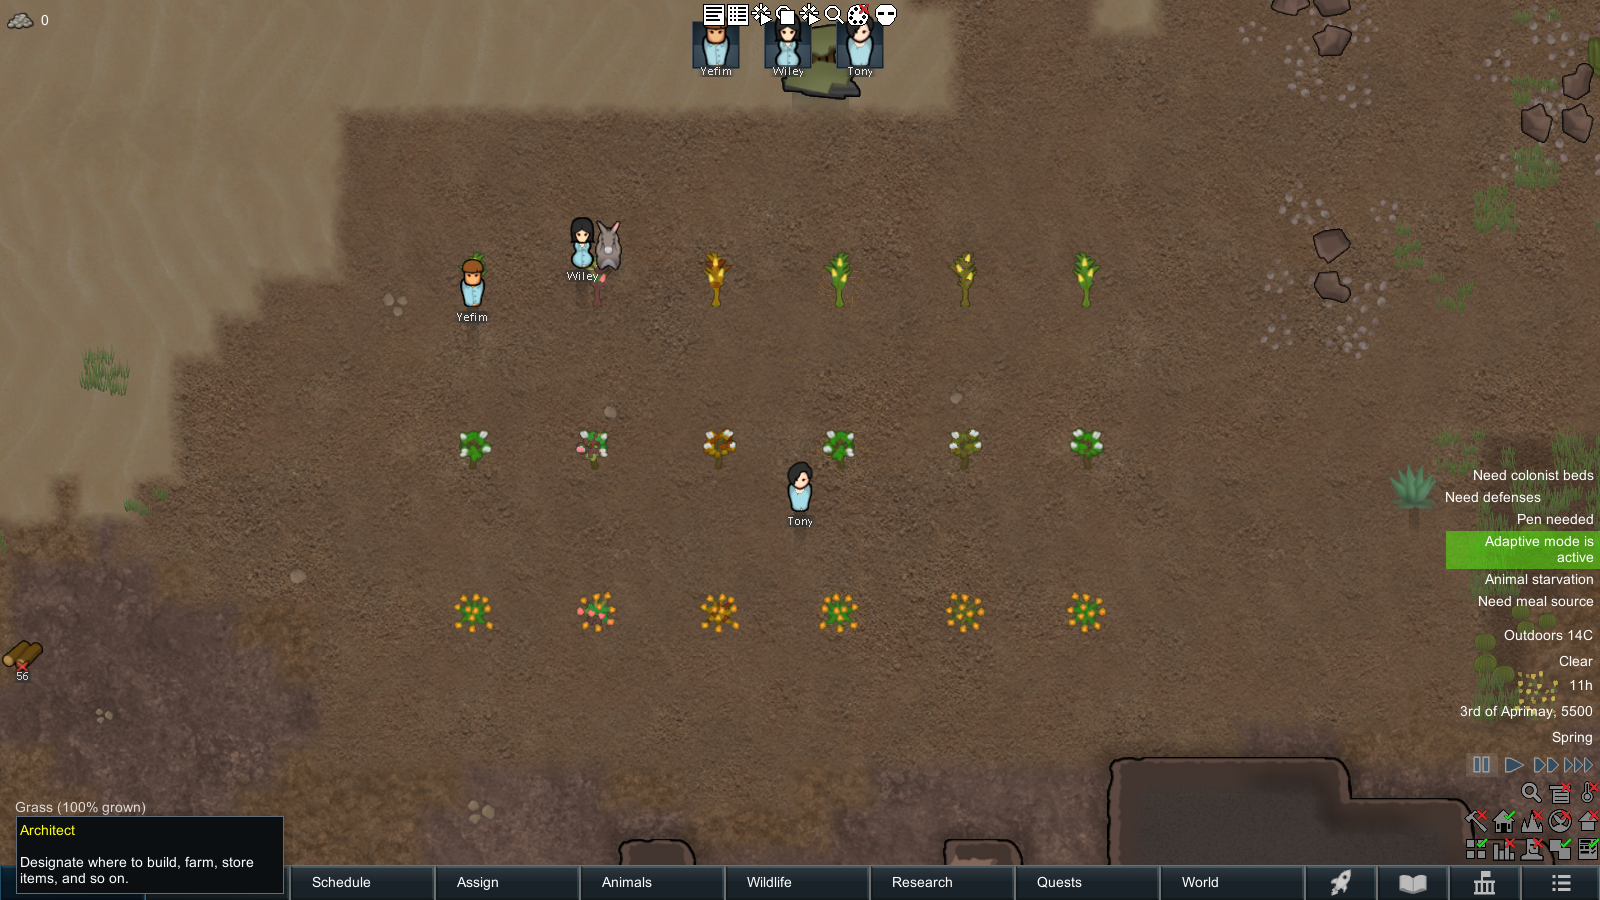 0
Yefim
Wiley
Tony
Wiley
Yefim
Tony
Need colonist beds
Need defenses
Pen needed
Adaptive mode is
active
Animal starvation
Need meal source
Outdoors 14C
Clear
11h
3rd of Aprimay, 5500
Spring
56
Grass (100% grown)
Architect
Designate where to build, farm, store
items, and so on.
Schedule
Assign
Animals
Wildlife
Research
Quests
World